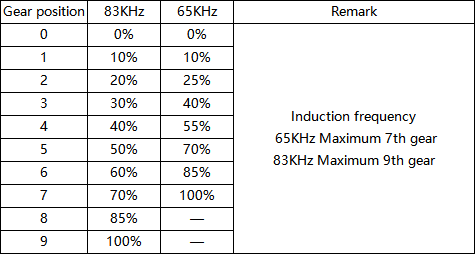 Gear position 83KHz 65KHz Remark
0 0% 0%
1 10% 10%
2 20% 25%
3 30% 40%
4 40% 55%
5 50% 70%
6 60% 85%
7 70% 100%
8 85% —
9 100% —
Induction frequency
65KHz Maximum 7th gear
83KHz Maximum 9th gear